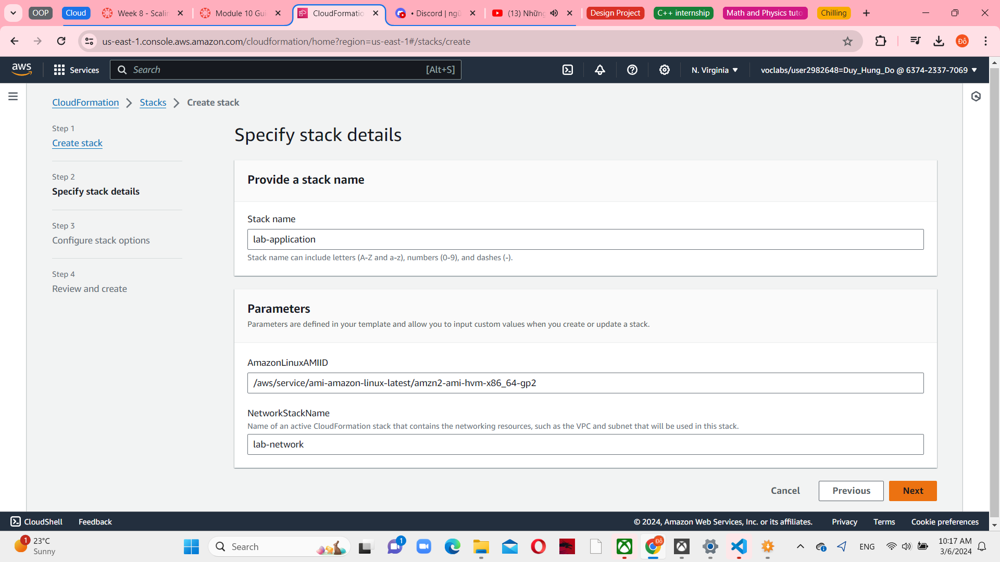 OOP
Cloud
Week 8 - Scalin
Module 10 Gui
CloudFormatio
• Discord | ngũ
(13) Những
Design Project
C++ internship
Math and Physics tuto
Chilling
us-east-1.console.aws.amazon.com/cloudformation/home?region=us-east-1#/stacks/create
Đỗ
aws
Services
Search
[Alt+S]
N. Virginia
voclabs/user2982648=Duy_Hung_Do @ 6374-2337-7069
CloudFormation
Stacks
Create stack
Step 1
Create stack
Step 2
Specify stack details
Step 3
Configure stack options
Step 4
Review and create
Specify stack details
Provide a stack name
Stack name
lab-application
Stack name can include letters (A-Z and a-z), numbers (0-9), and dashes (-).
Parameters
Parameters are defined in your template and allow you to input custom values when you create or update a stack.
AmazonLinuxAMIID
/aws/service/ami-amazon-linux-latest/amzn2-ami-hvm-x86_64-gp2
NetworkStackName
Name of an active CloudFormation stack that contains the networking resources, such as the VPC and subnet that will be used in this stack.
lab-network
Cancel
Previous
Next
CloudShell
Feedback
© 2024, Amazon Web Services, Inc. or its affiliates.
Privacy
Terms
Cookie preferences
1
23°C
Sunny
Search
1
Đỗ
ENG
10:17 AM
3/6/2024